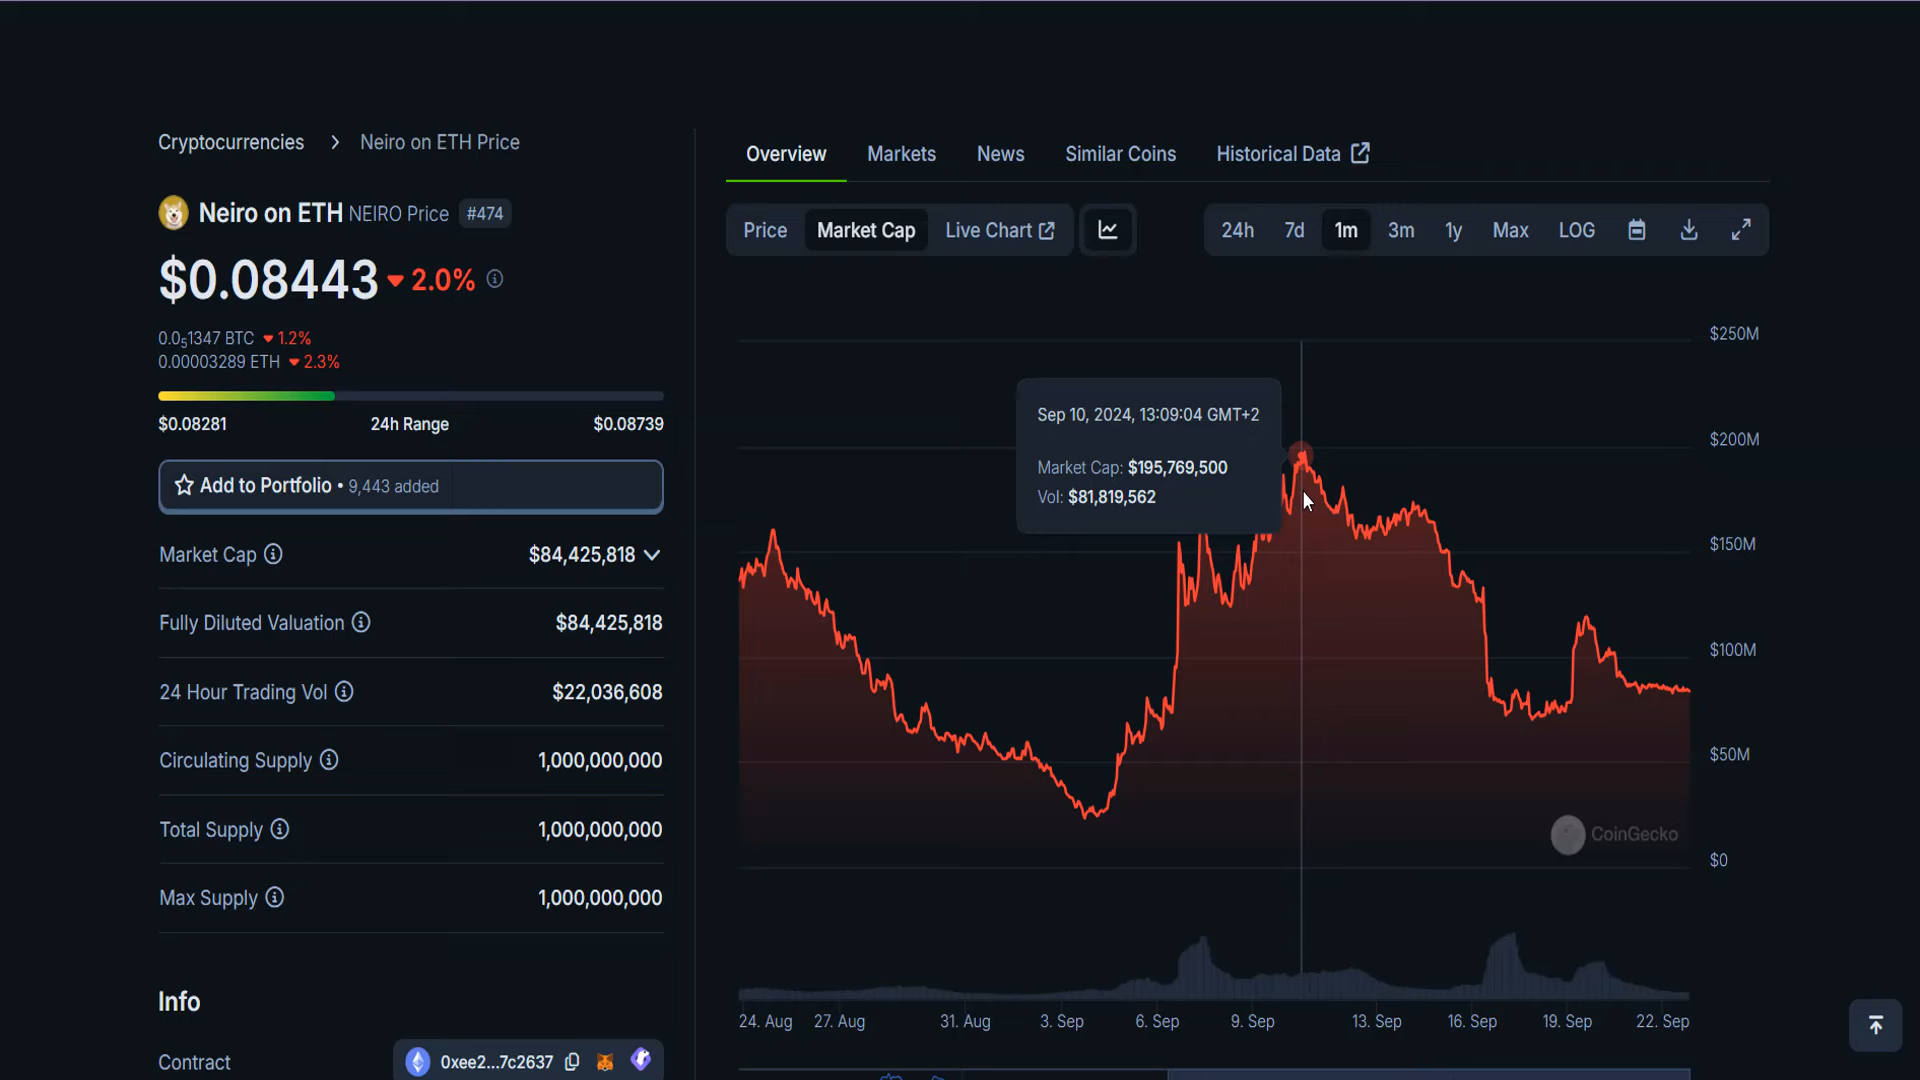 Cryptocurrencies > Neiro on ETH Price
Neiro on ETH NEIRO Price #474
$0.08443 2.0%
0.0₅1347 BTC 1.2%
0.00003289 ETH 2.3%
$0.08281 24h Range $0.08739
Add to Portfolio • 9,443 added
Market Cap $84,425,818
Fully Diluted Valuation $84,425,818
24 Hour Trading Vol $22,036,608
Circulating Supply 1,000,000,000
Total Supply 1,000,000,000
Max Supply 1,000,000,000
Info
Contract 0xee2...7c2637
Overview Markets News Similar Coins Historical Data
Price Market Cap Live Chart 24h 7d 1m 3m 1y Max LOG
$250M
Sep 10, 2024, 13:09:04 GMT+2
$200M
Market Cap: $195,769,500
Vol: $81,819,562
$150M
$100M
$50M
CoinGecko
$0
24. Aug 27. Aug 31. Aug 3. Sep 6. Sep 9. Sep 13. Sep 16. Sep 19. Sep 22. Sep